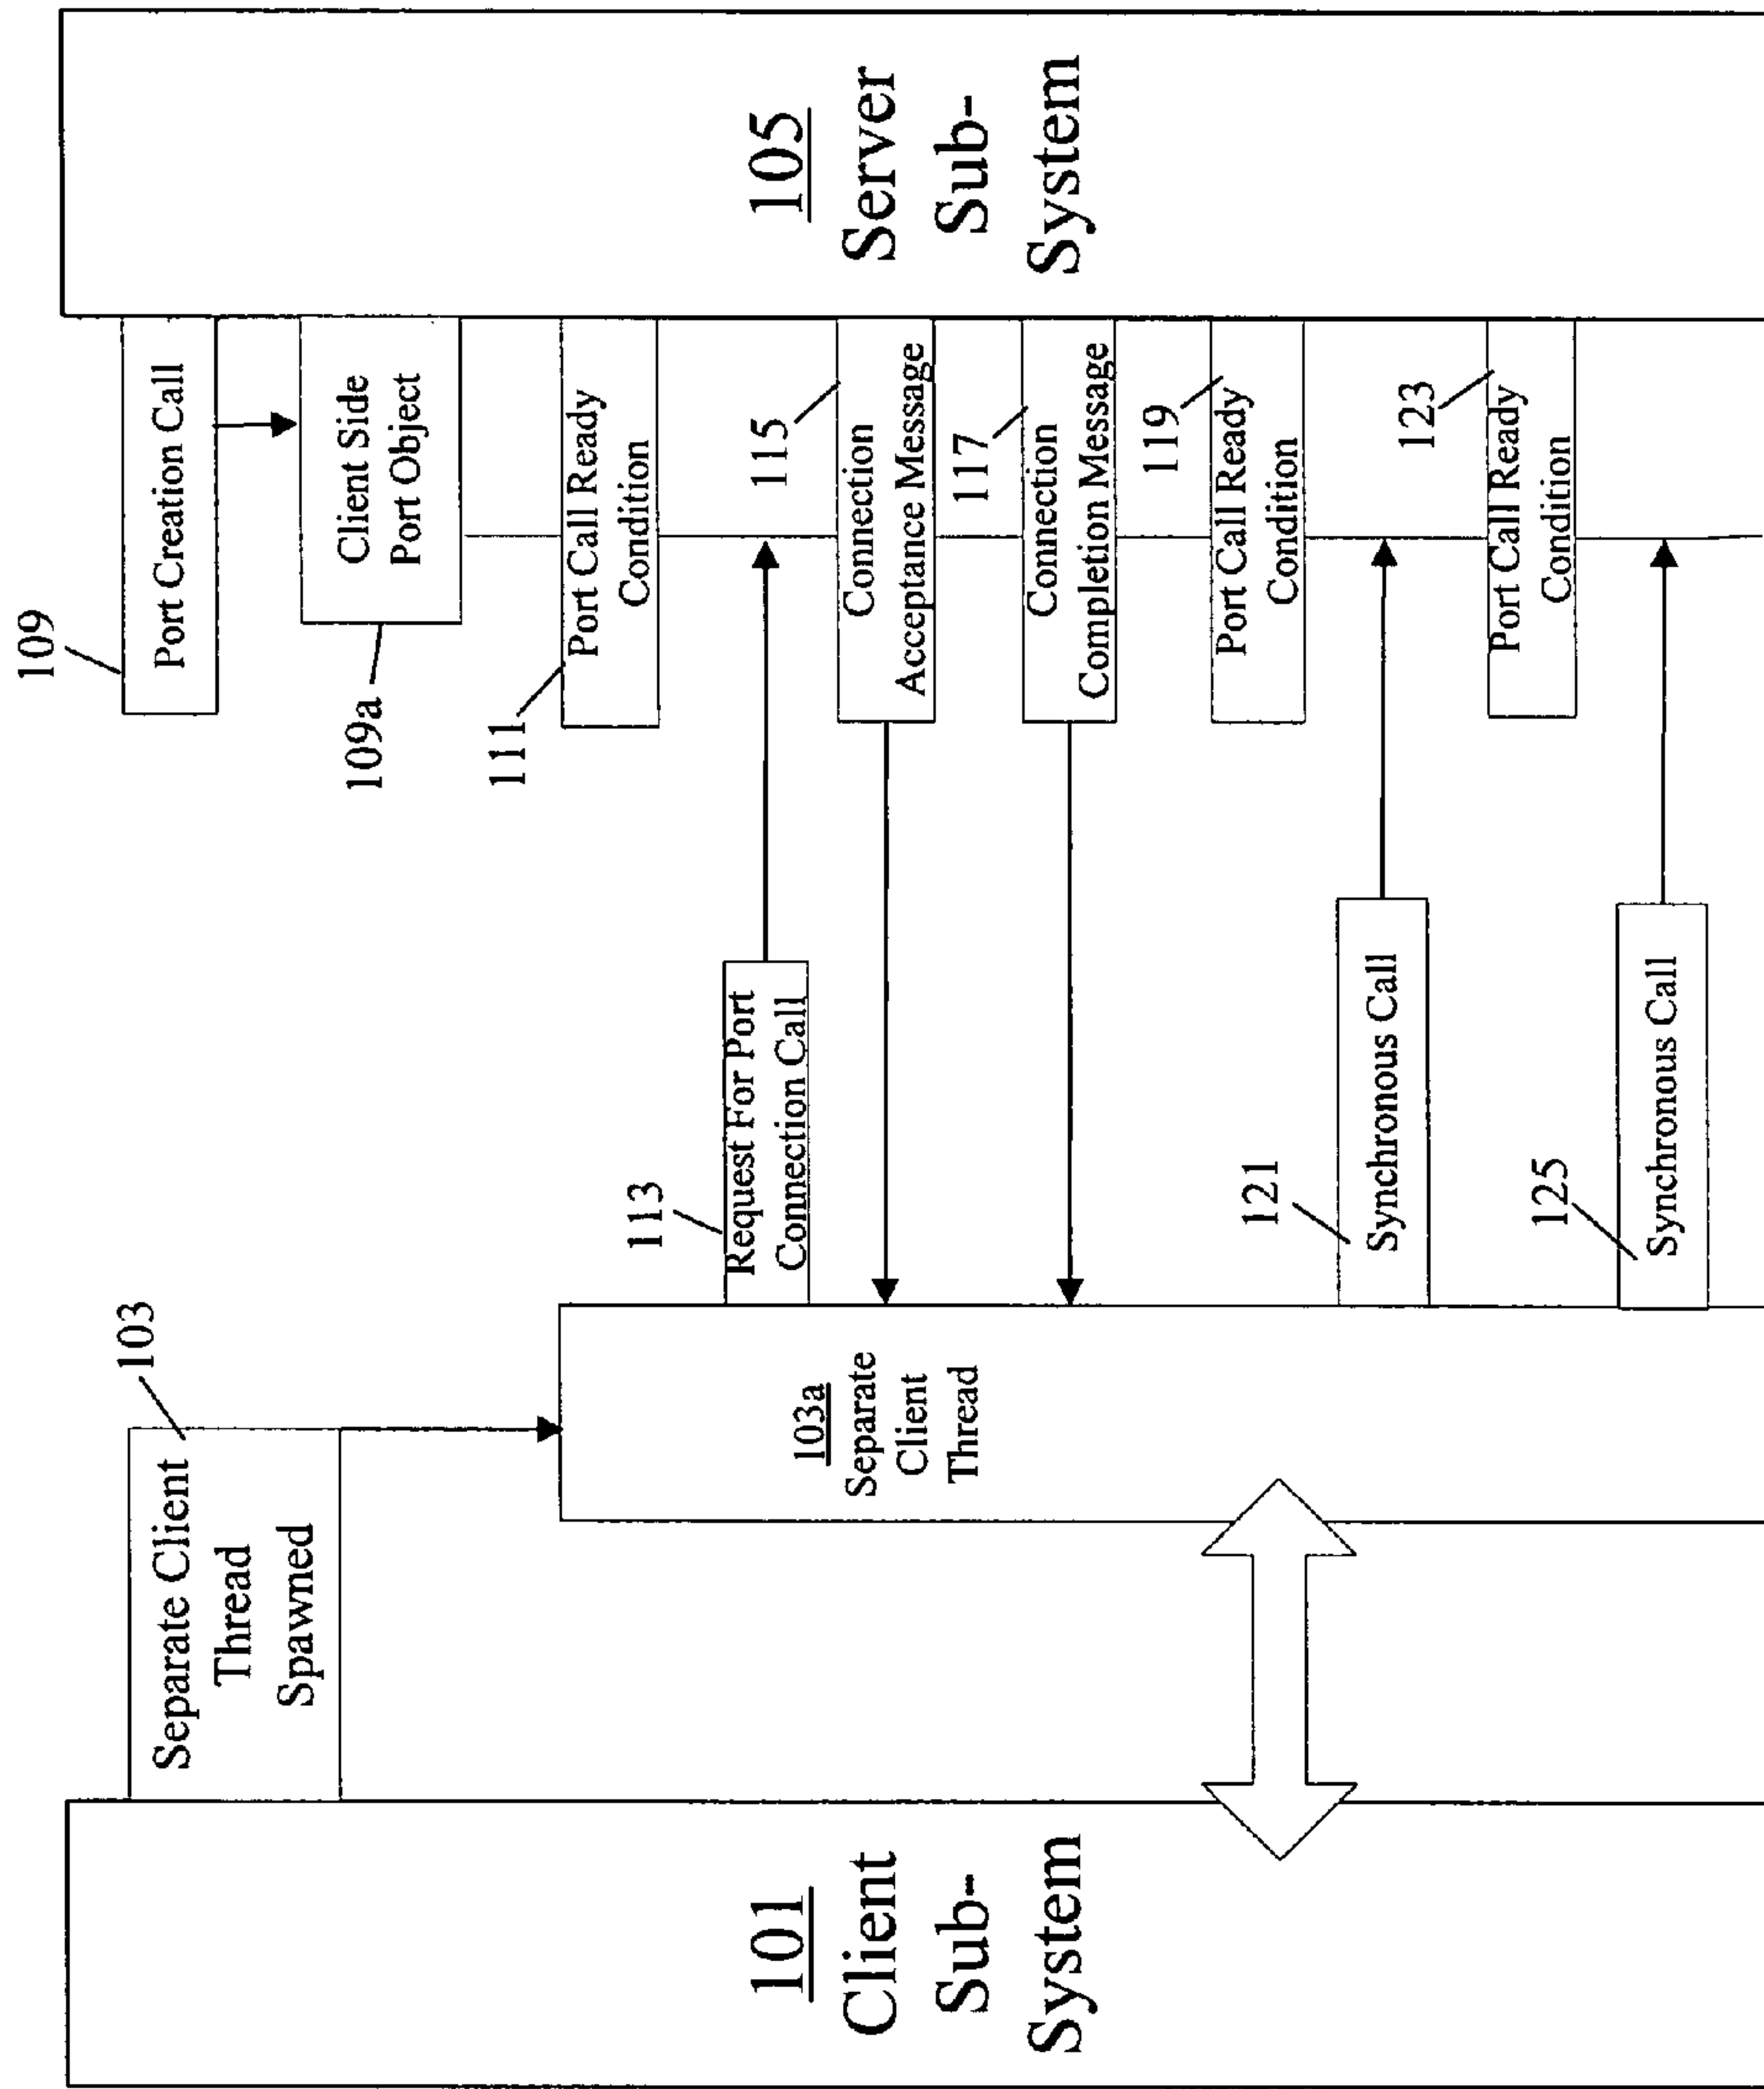 101
Client
Sub-
System
Separate Client
Thread
Spawned
103
103a
Separate
Client
Thread
113
Request For Port
Connection Call
121
Synchronous Call
125
Synchronous Call
109
Port Creation Call
Client Side
Port Object
109a
111
Port Call Ready
Condition
115
Connection
Acceptance Message
117
Connection
Completion Message
119
Port Call Ready
Condition
123
Port Call Ready
Condition
105
Server
Sub-
System